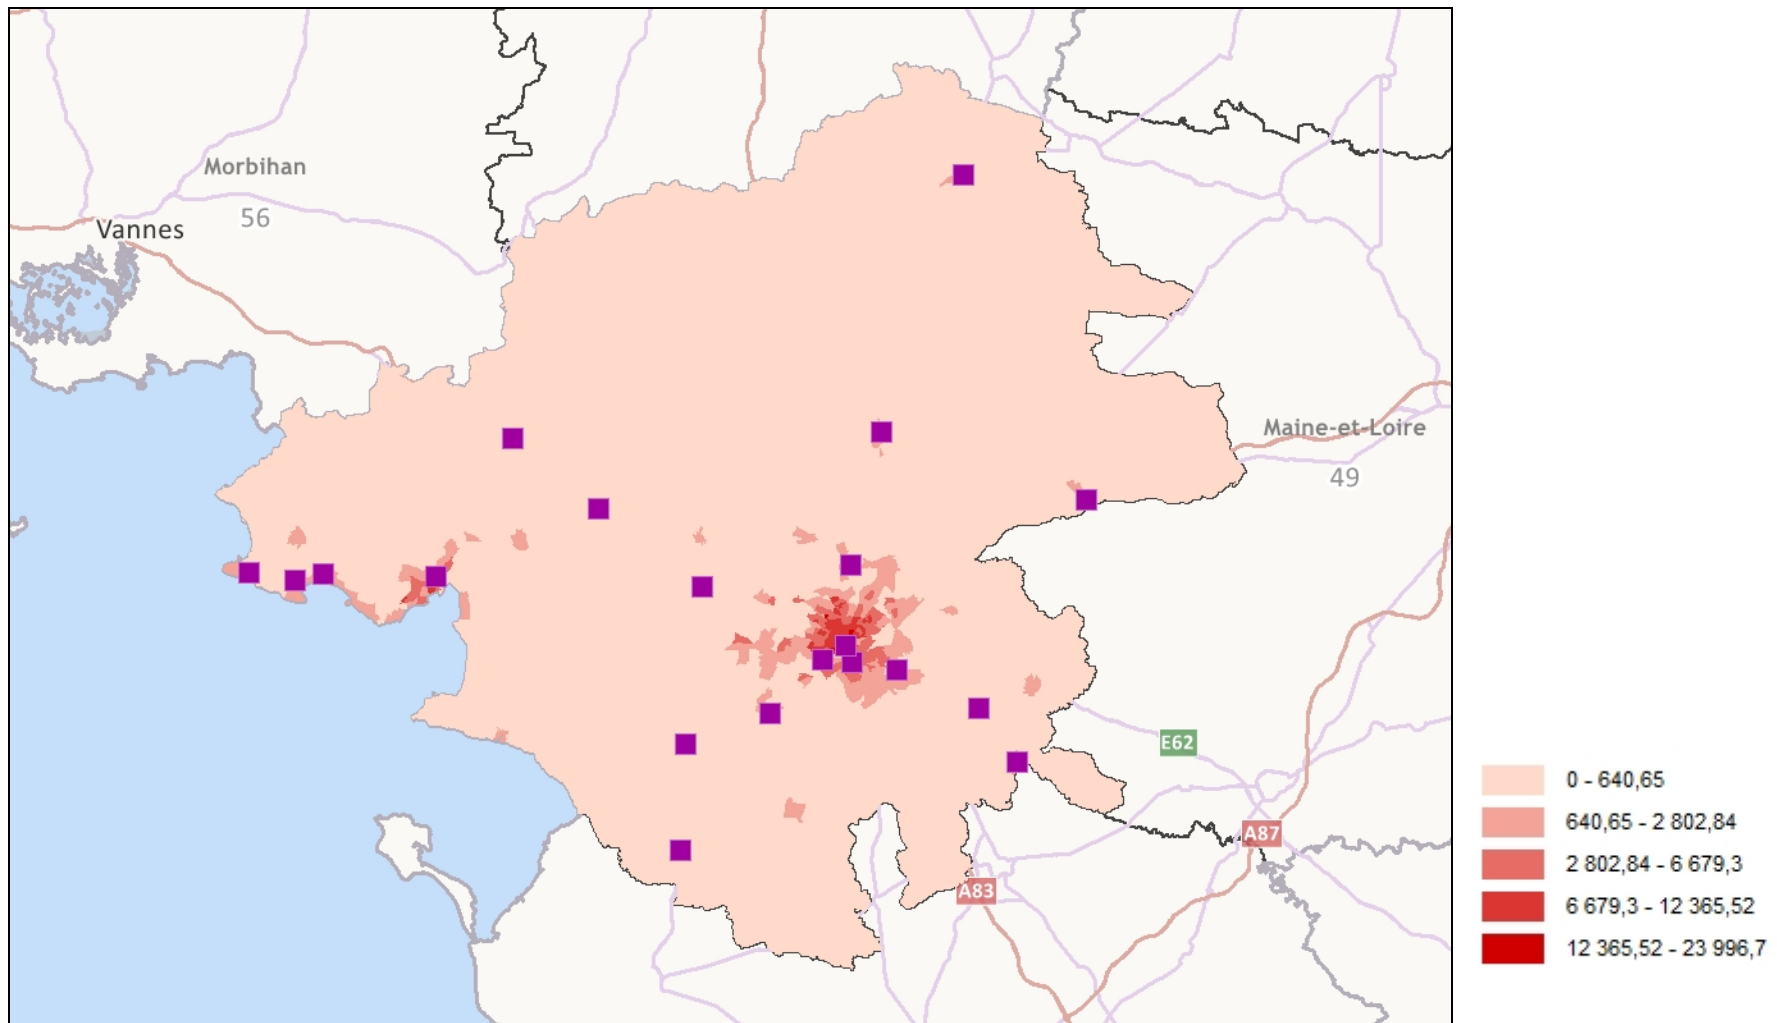 Morbihan
56
Vannes
Maine-et-Loire
49
E62
A87
A83
0 - 640,65
640,65 - 2 802,84
2 802,84 - 6 679,3
6 679,3 - 12 365,52
12 365,52 - 23 996,7